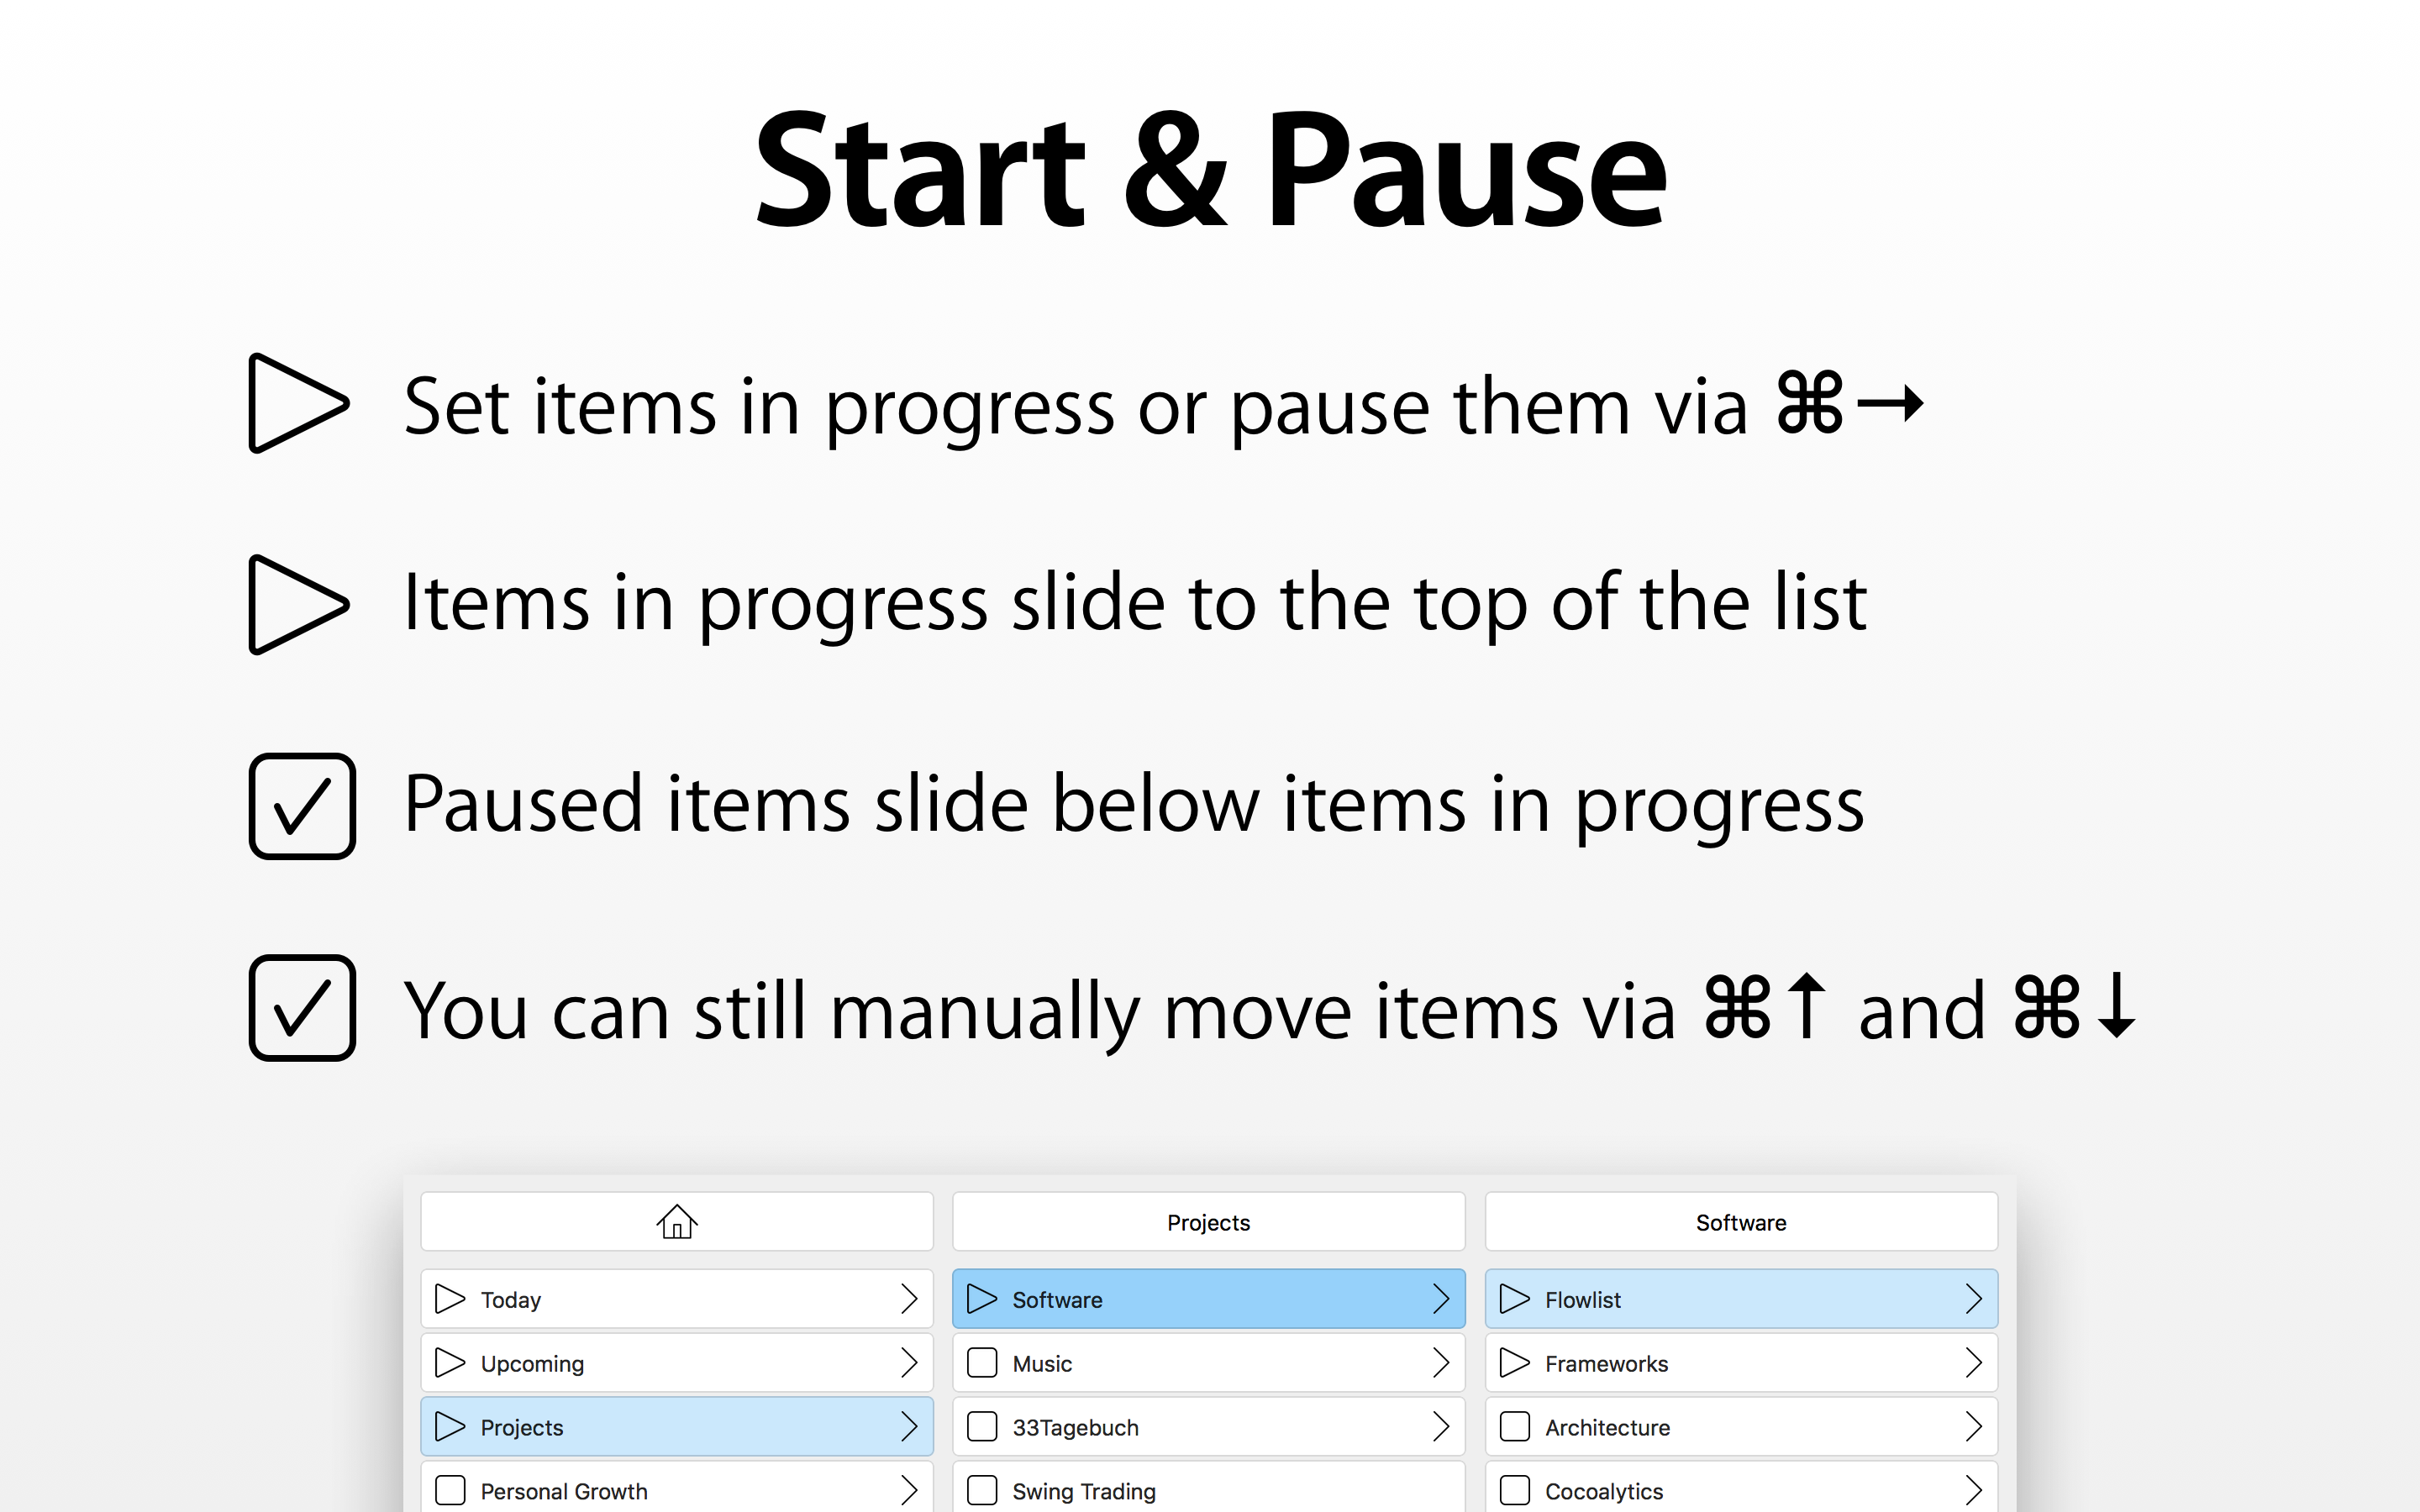 Start & Pause
Set items in progress or pause them via ⌘→
Items in progress slide to the top of the list
Paused items slide below items in progress
You can still manually move items via ⌘↑ and ⌘↓
Projects
Software
Today
Software
Flowlist
Upcoming
Music
Frameworks
Projects
33Tagebuch
Architecture
Personal Growth
Swing Trading
Cocoalytics